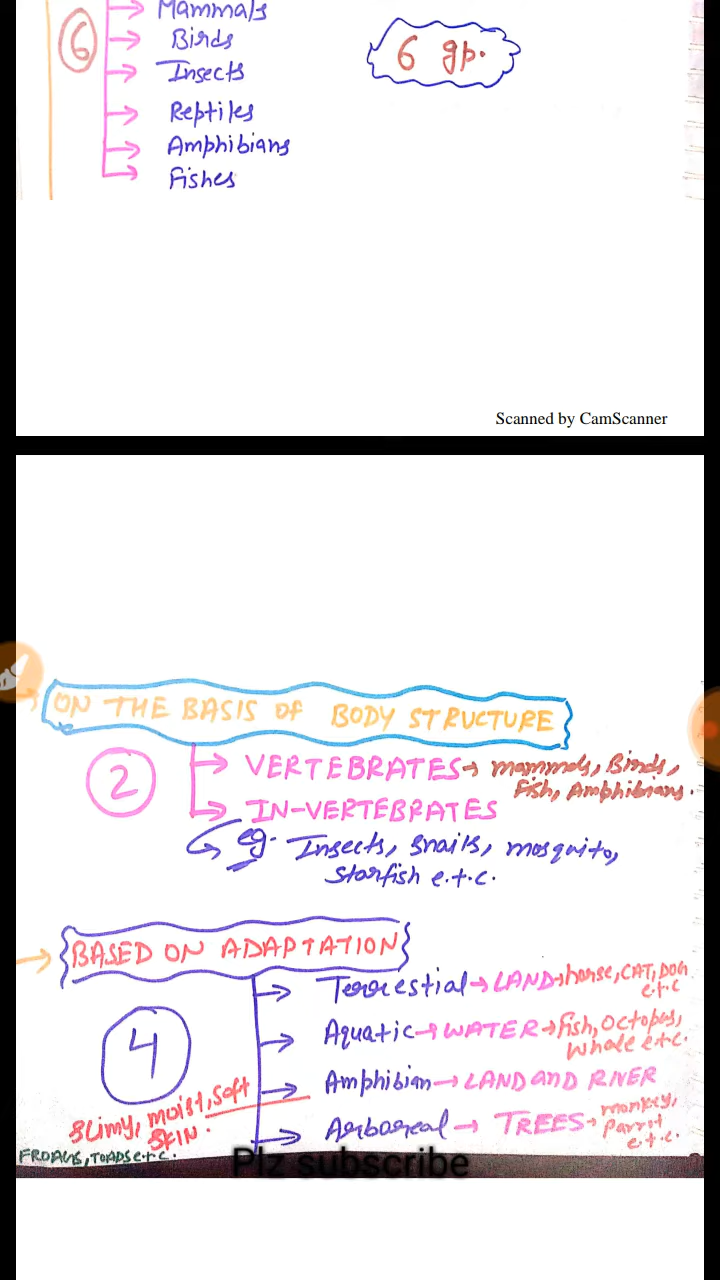 Mammals
6
Birds
6 gp.
Insects
Reptiles
Amphibians
Fishes
Scanned by CamScanner
ON THE BASIS OF BODY STRUCTURE
2
VERTEBRATES → mammals, Birds,
Fish, Amphibians.
IN-VERTEBRATES
eg. Insects, snails, mosquito,
Starfish e.t.c.
→ {BASED ON ADAPTATION}
4
→ Terrestial → LAND → horse, CAT, DOG
e.t.c
→ Aquatic → WATER → fish, Octopus,
Whale e.t.c.
→ Amphibian → LAND AND RIVER
Slimy, moist, soft
SKIN.
→ Arboreal → TREES → monkey,
parrot
e.t.c.
TOADS e.t.c.
Plz subscribe